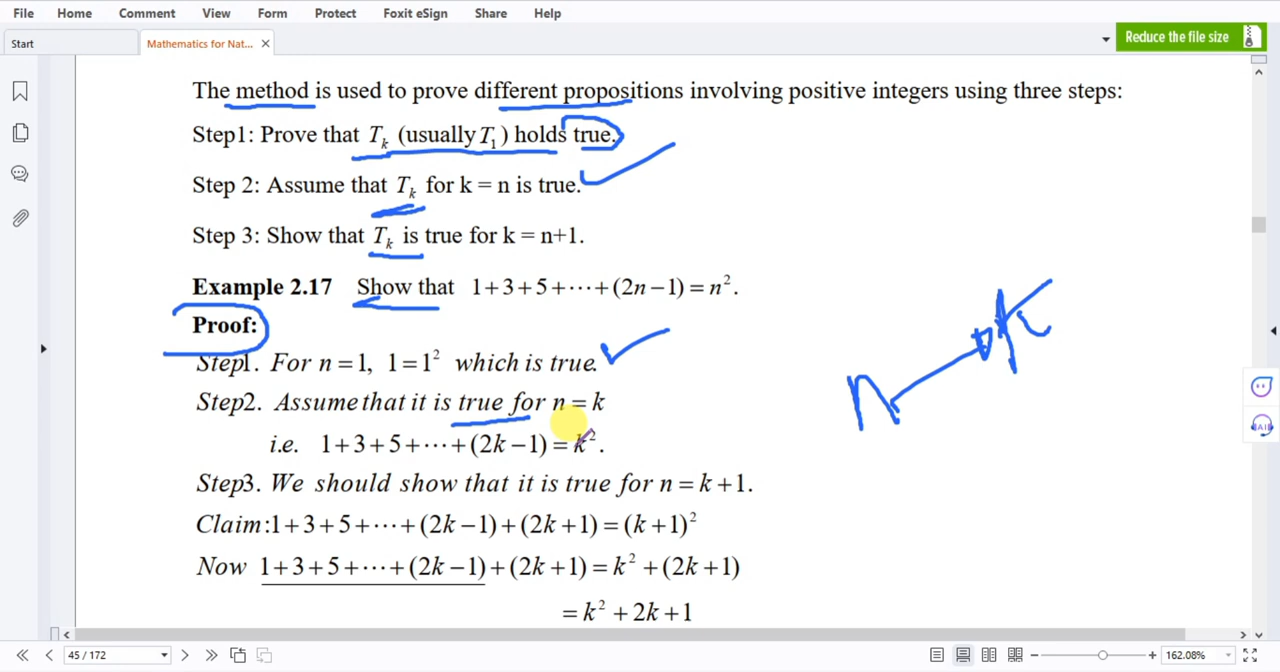 File Home Comment View Form Protect Foxit eSign Share Help
Start Mathematics for Nat... Reduce the file size
The method is used to prove different propositions involving positive integers using three steps:
Step1: Prove that Tₖ (usually T₁) holds true.
Step 2: Assume that Tₖ for k = n is true.
Step 3: Show that Tₖ is true for k = n+1.
Example 2.17 Show that 1+3+5+⋯+(2n−1)=n².
Proof:
Step1. For n=1, 1=1² which is true.
Step2. Assume that it is true for n=k
i.e. 1+3+5+⋯+(2k−1)=k².
Step3. We should show that it is true for n=k+1.
Claim:1+3+5+⋯+(2k−1)+(2k+1)=(k+1)²
Now 1+3+5+⋯+(2k−1)+(2k+1)=k²+(2k+1)
=k²+2k+1
n k
AI
45 / 172 162.08%